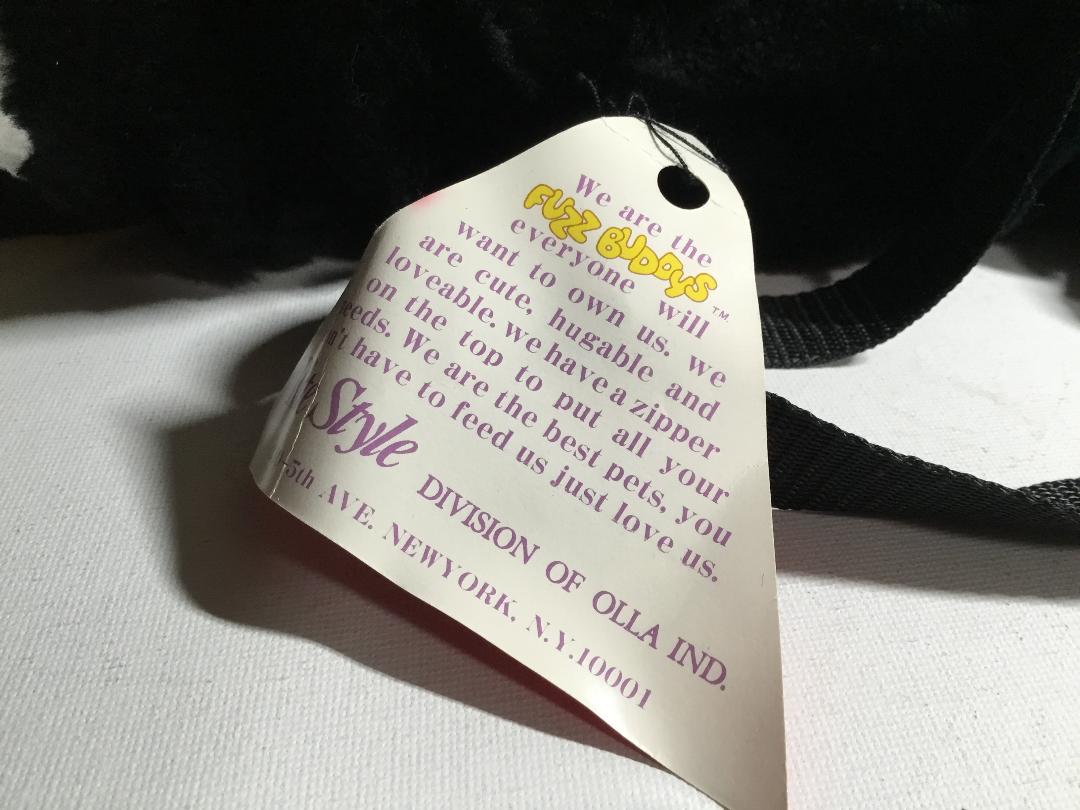 We are the
FUZZ BUDDYS™
everyone will
want to own us. We
are cute, hugable and
loveable. we have a zipper
on the top to put all your
needs. We are the best pets, you
n't have to feed us just love us.
Style
DIVISION OF OLLA IND.
5th AVE. NEWYORK, N.Y.10001